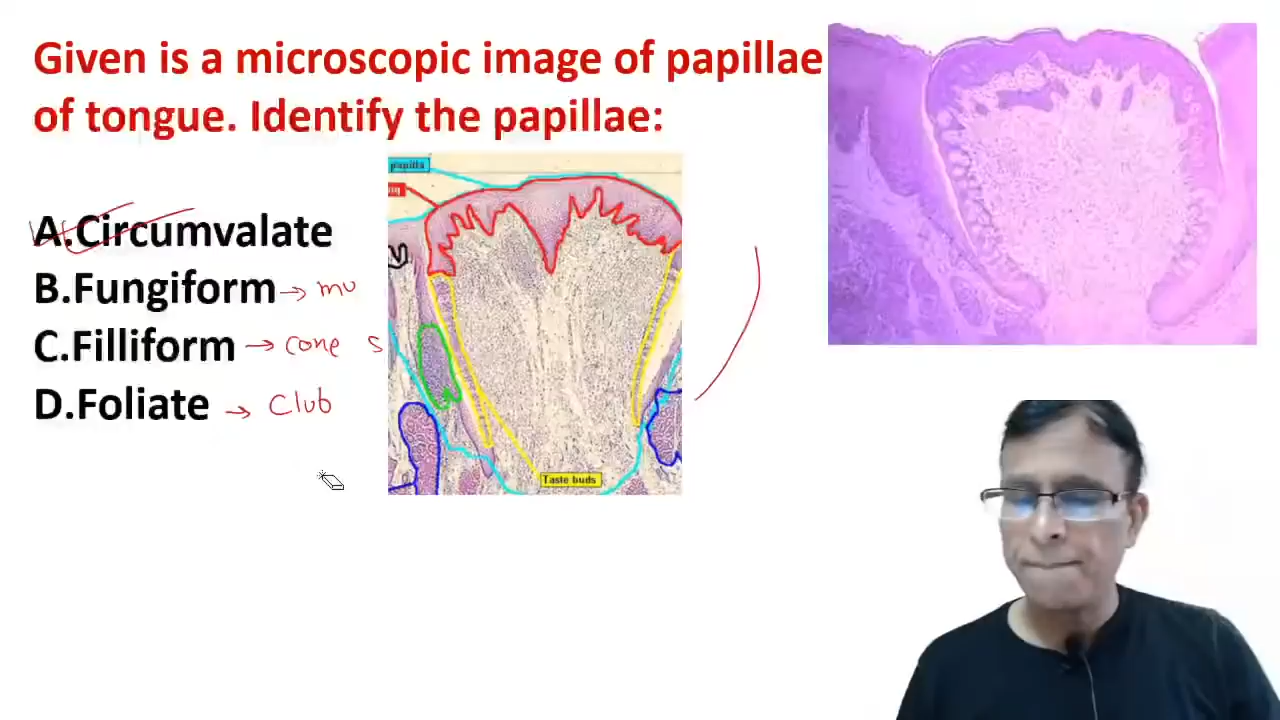 Given is a microscopic image of papillae
of tongue. Identify the papillae:
papilla
A.Circumvalate
B.Fungiform → mu
C.Filliform → cone s
D.Foliate → Club
Taste buds